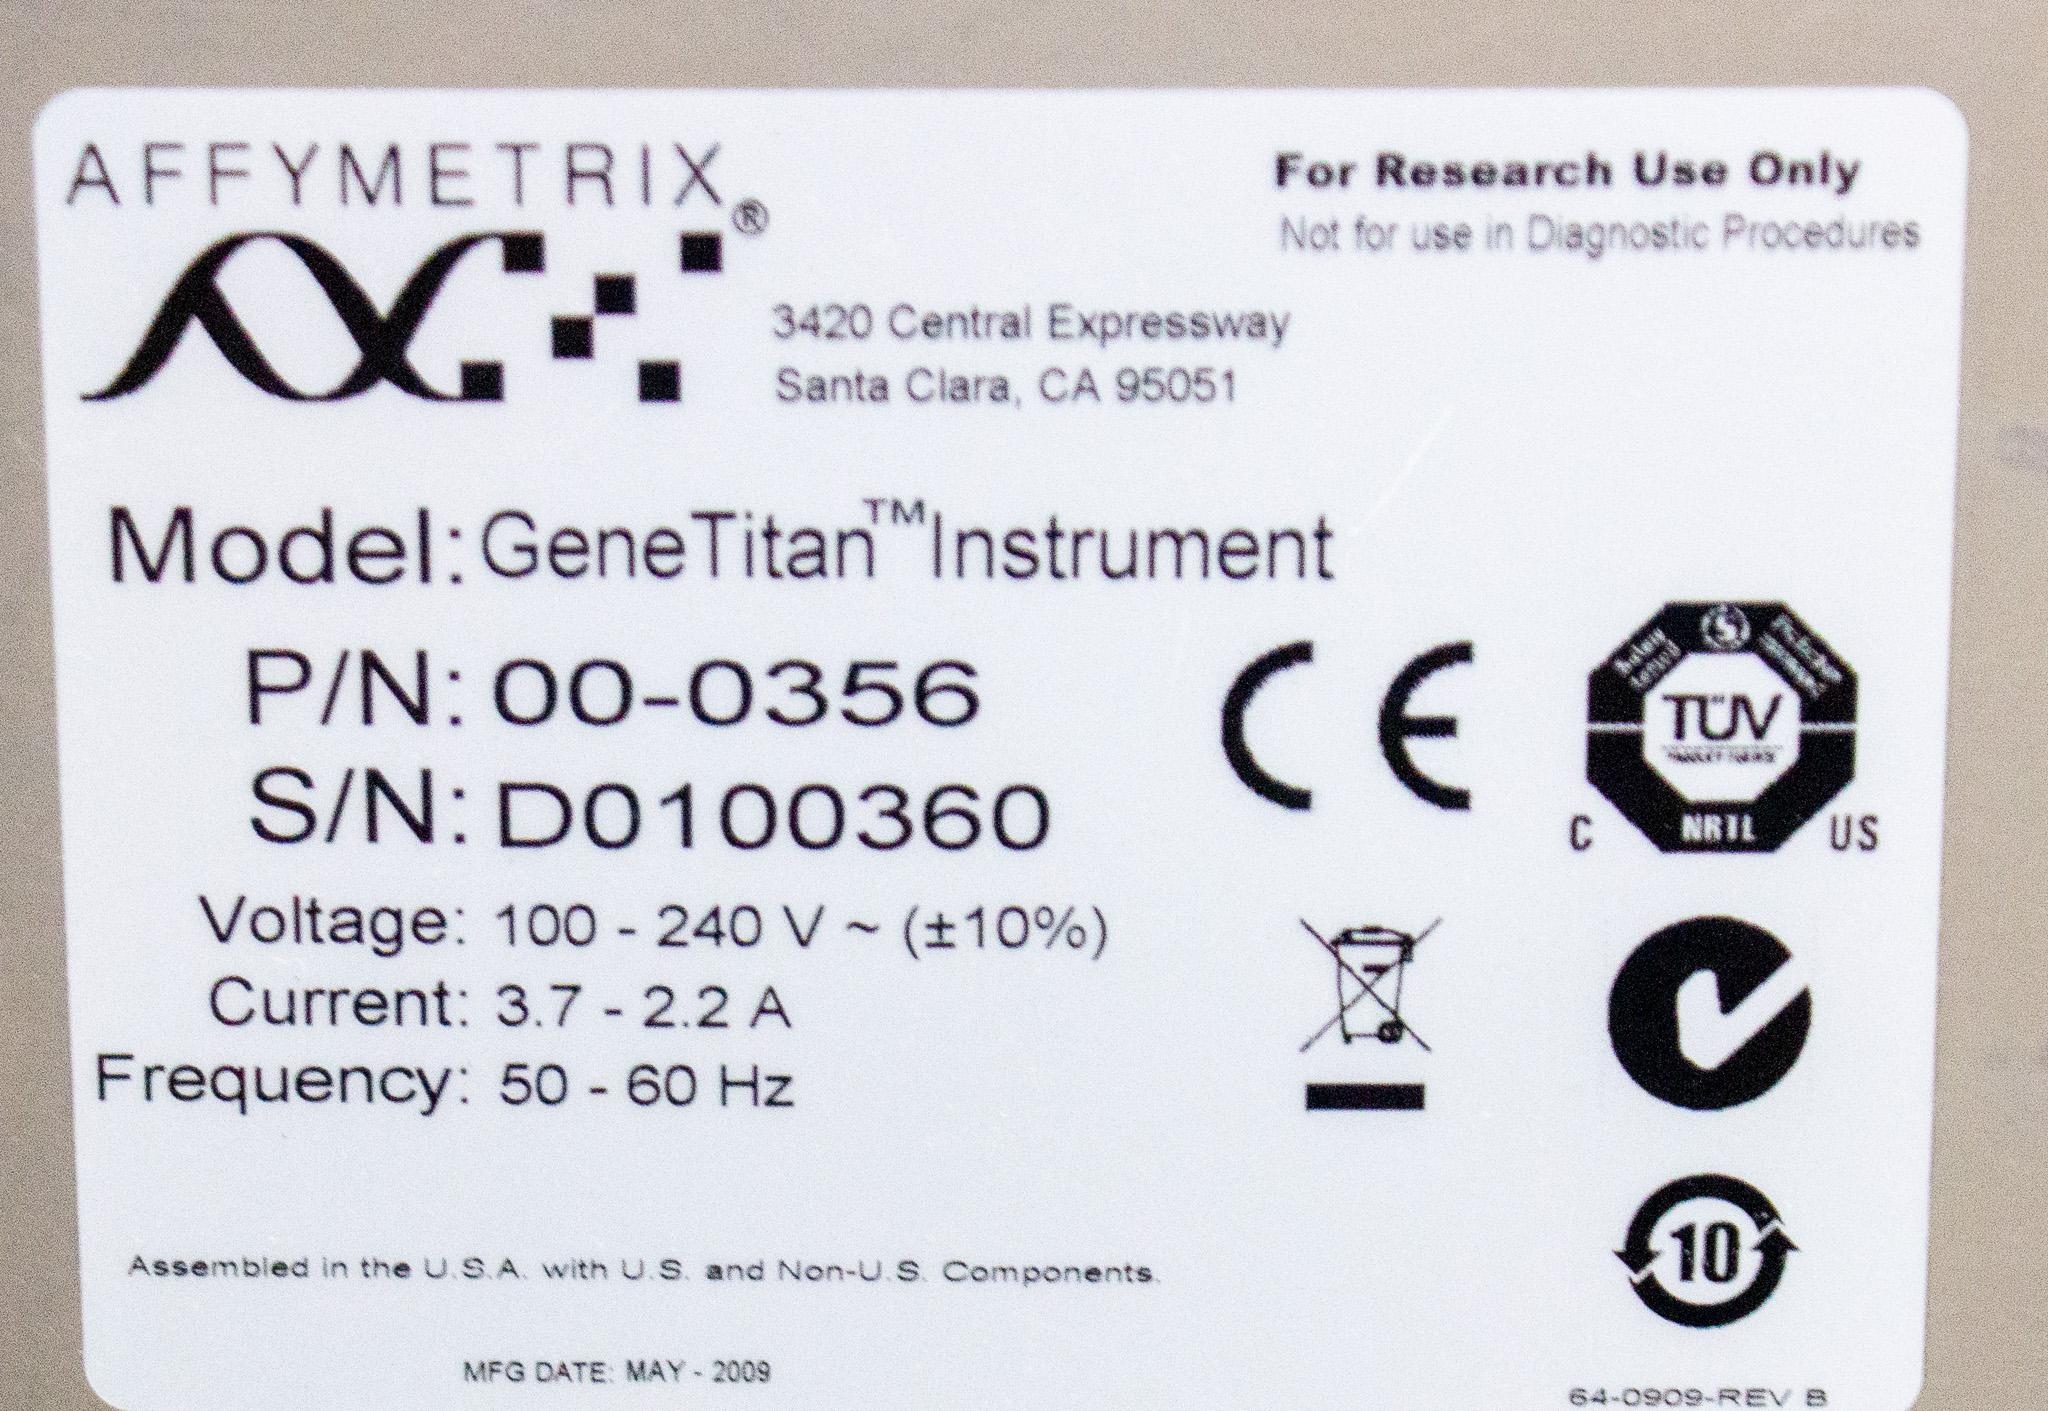 AFFYMETRIX®
For Research Use Only
Not for use in Diagnostic Procedures
3420 Central Expressway
Santa Clara, CA 95051
Model: GeneTitan™ Instrument
P/N: 00-0356
S/N: D0100360
CE
TÜV
C NRTL US
Voltage: 100 - 240 V ~ (±10%)
Current: 3.7 - 2.2 A
Frequency: 50 - 60 Hz
10
Assembled in the U.S.A. with U.S. and Non-U.S. Components.
MFG DATE: MAY - 2009
64-0909-REV B